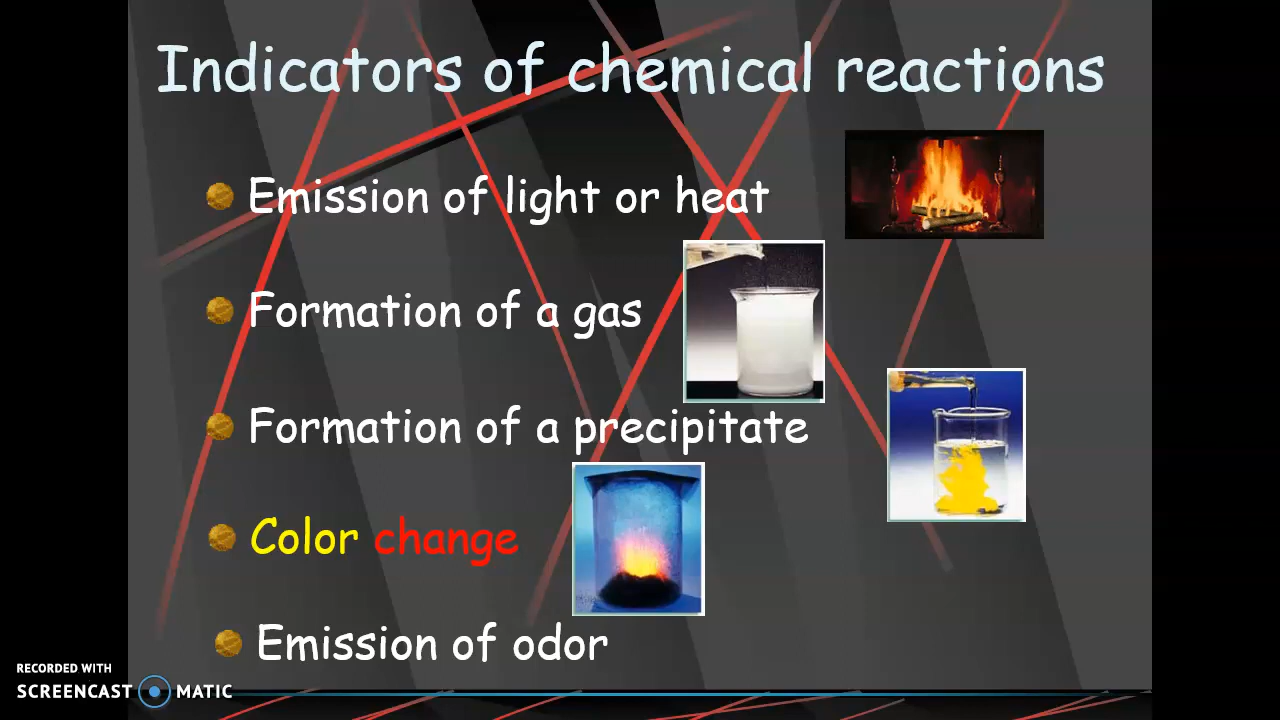 Indicators of chemical reactions
Emission of light or heat
Formation of a gas
Formation of a precipitate
Color change
Emission of odor
RECORDED WITH
SCREENCAST MATIC